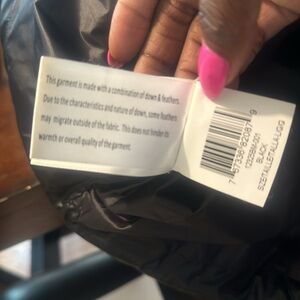 This garment is made with a combination of down & feathers.
Due to the characteristics and nature of down, some feathers
may migrate outside of the fabric. This does not hinder its
warmth or overall quality of the garment.
BLACK